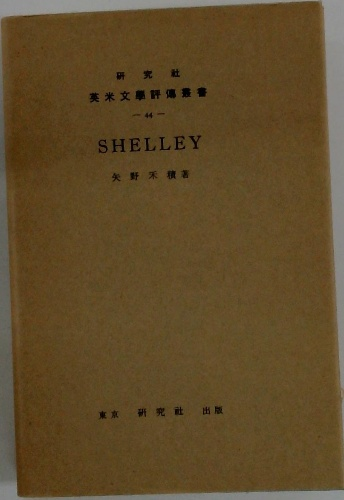 研究社
英米文學評傳叢書
— 44 —
SHELLEY
矢野禾積著
東京 研究社 出版